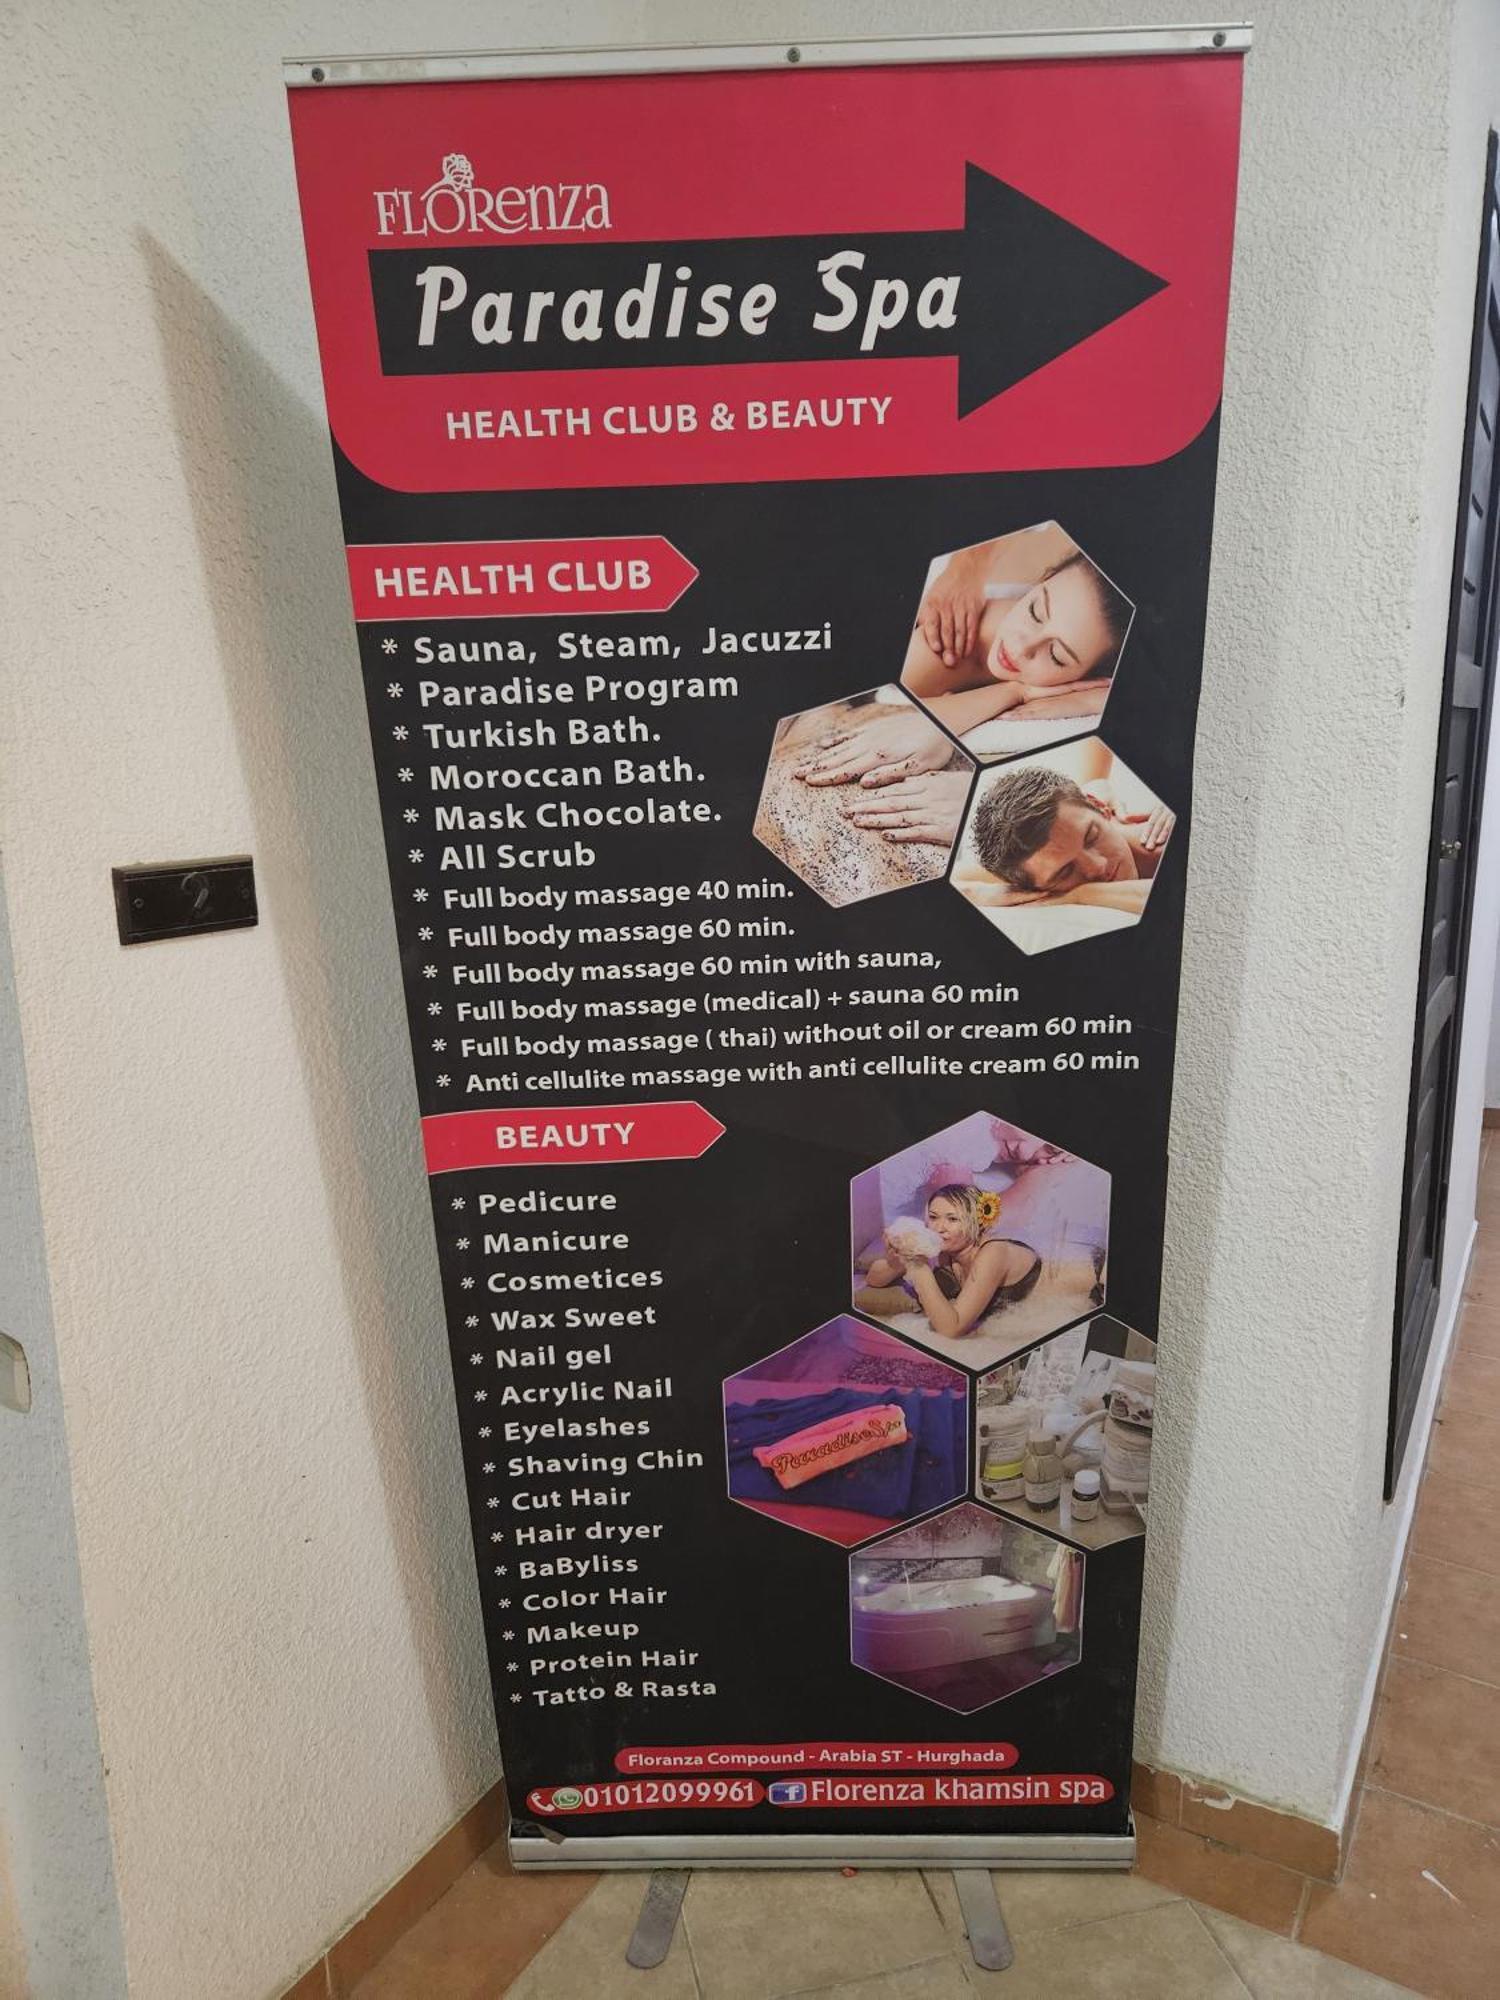 FLORenza
Paradise Spa
HEALTH CLUB & BEAUTY
HEALTH CLUB
* Sauna, Steam, Jacuzzi
* Paradise Program
* Turkish Bath.
* Moroccan Bath.
* Mask Chocolate.
* All Scrub
* Full body massage 40 min.
* Full body massage 60 min.
* Full body massage 60 min with sauna,
* Full body massage (medical) + sauna 60 min
* Full body massage ( thai) without oil or cream 60 min
* Anti cellulite massage with anti cellulite cream 60 min
BEAUTY
* Pedicure
* Manicure
* Cosmetices
* Wax Sweet
* Nail gel
* Acrylic Nail
* Eyelashes
* Shaving Chin
* Cut Hair
* Hair dryer
* BaByliss
* Color Hair
* Makeup
* Protein Hair
* Tatto & Rasta
Paradise Spa
Floranza Compound - Arabia ST - Hurghada
01012099961 f Florenza khamsin spa
2